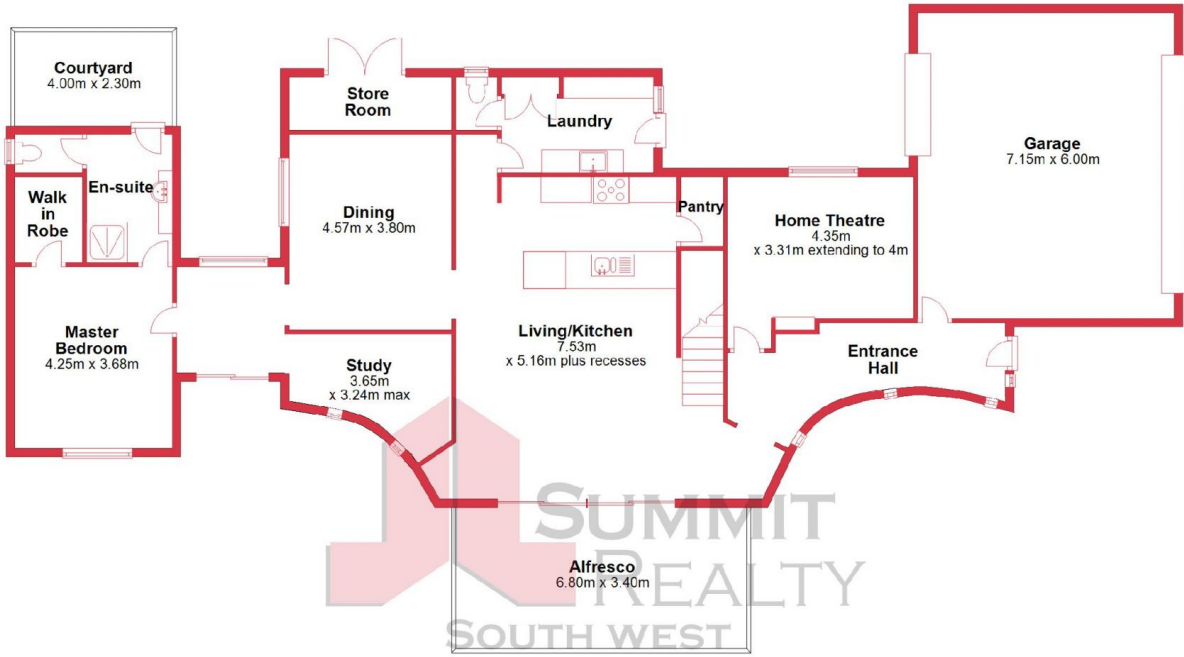 Courtyard
4.00m x 2.30m
Store
Room
Laundry
Garage
7.15m x 6.00m
En-suite
Walk
in
Robe
Dining
4.57m x 3.80m
Pantry
Home Theatre
4.35m
x 3.31m extending to 4m
Master
Bedroom
4.25m x 3.68m
Living/Kitchen
7.53m
x 5.16m plus recesses
Study
3.65m
x 3.24m max
Entrance
Hall
Alfresco
6.80m x 3.40m
SUMMIT
REALTY
SOUTH WEST